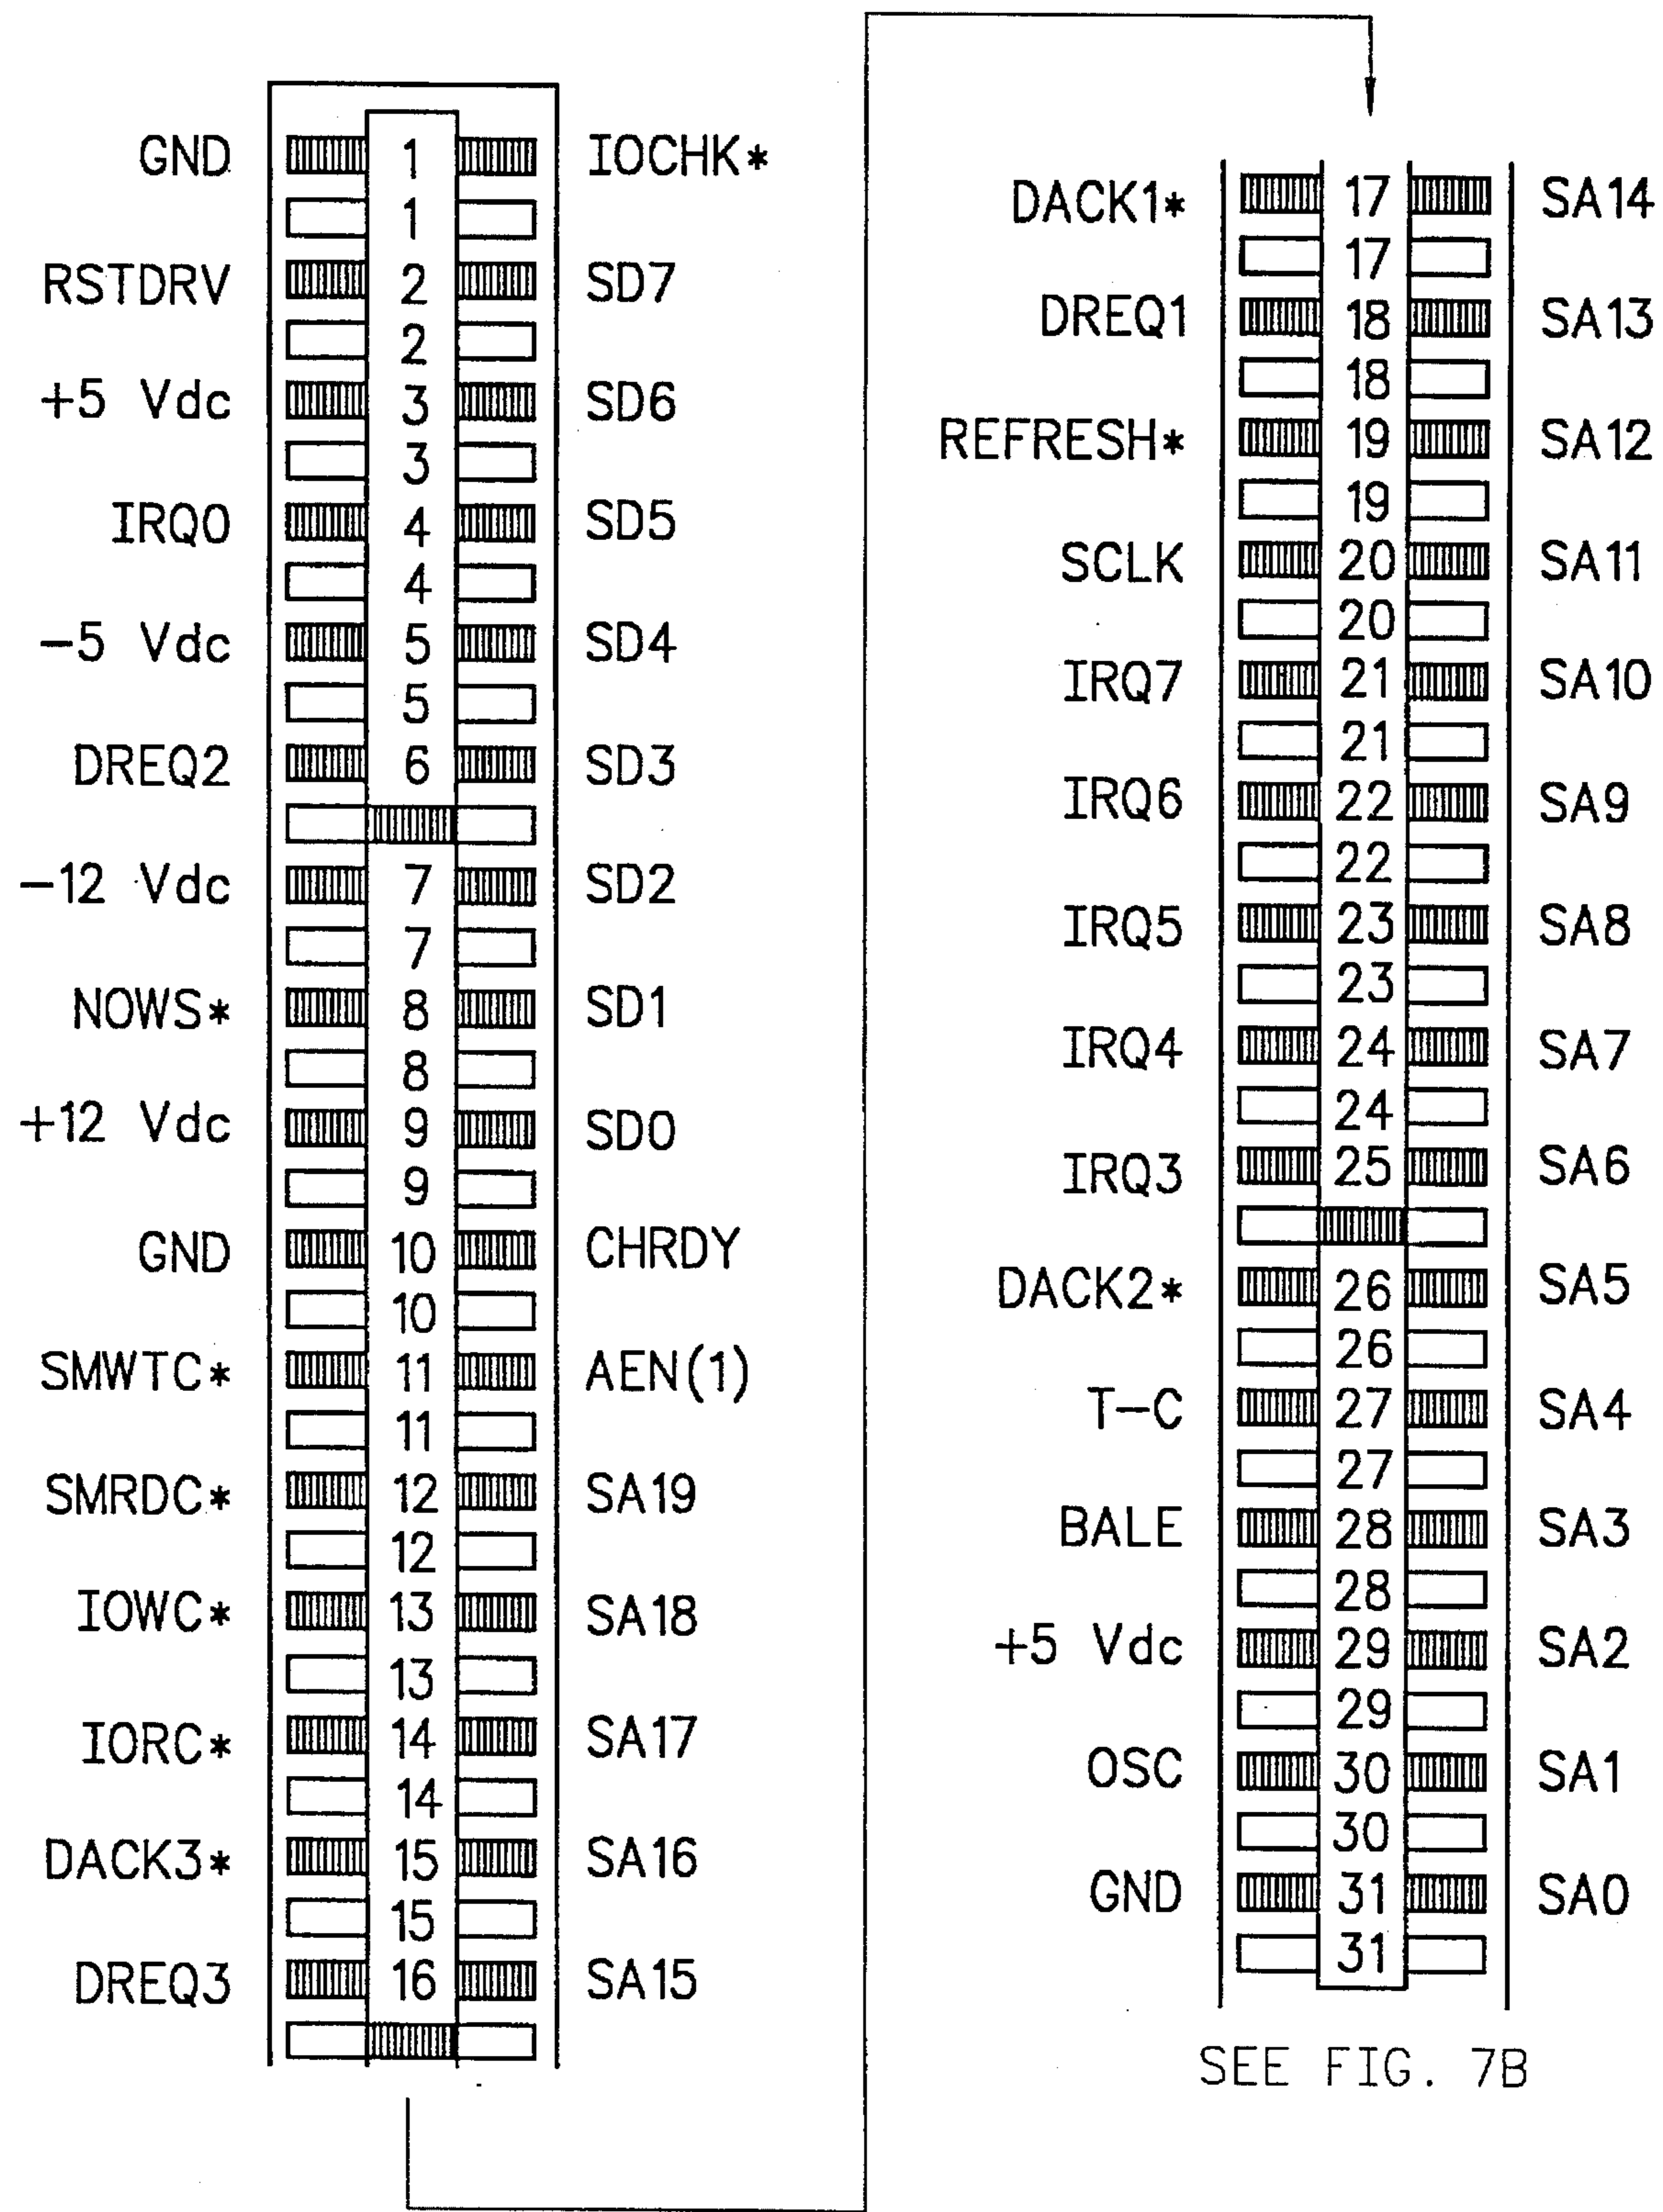 GND 1 IOCHK*
1
RSTDRV 2 SD7
2
+5 Vdc 3 SD6
3
IRQ0 4 SD5
4
-5 Vdc 5 SD4
5
DREQ2 6 SD3
-12 Vdc 7 SD2
7
NOWS* 8 SD1
8
+12 Vdc 9 SD0
9
GND 10 CHRDY
10
SMWTC* 11 AEN(1)
11
SMRDC* 12 SA19
12
IOWC* 13 SA18
13
IORC* 14 SA17
14
DACK3* 15 SA16
15
DREQ3 16 SA15
DACK1* 17 SA14
17
DREQ1 18 SA13
18
REFRESH* 19 SA12
19
SCLK 20 SA11
20
IRQ7 21 SA10
21
IRQ6 22 SA9
22
IRQ5 23 SA8
23
IRQ4 24 SA7
24
IRQ3 25 SA6
DACK2* 26 SA5
26
T-C 27 SA4
27
BALE 28 SA3
28
+5 Vdc 29 SA2
29
OSC 30 SA1
30
GND 31 SA0
31
SEE FIG. 7B